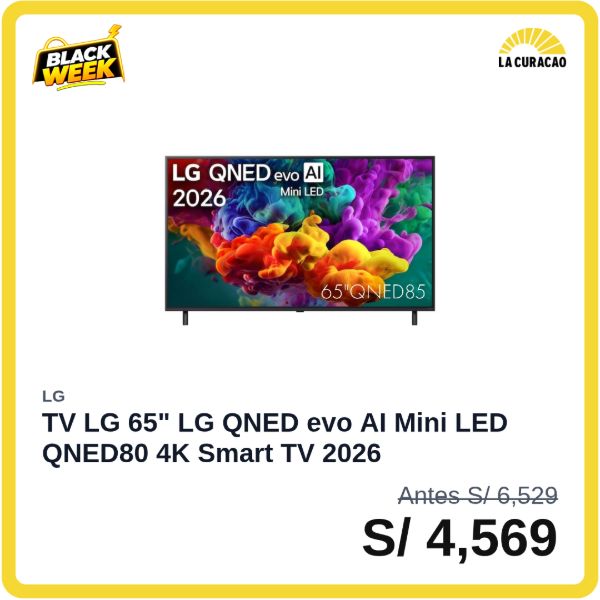 BLACK
WEEK
LA CURACAO
LG QNED evo AI
Mini LED
2026
65"QNED85
LG
TV LG 65" LG QNED evo AI Mini LED
QNED80 4K Smart TV 2026
Antes S/ 6,529
S/ 4,569